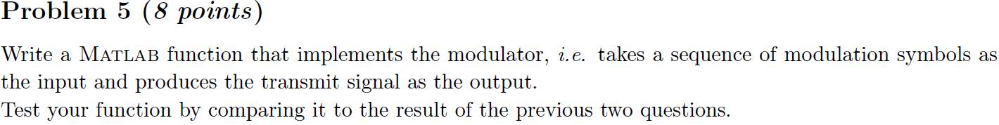 Problem 5 (8 points)
Write a MATLAB function that implements the modulator, i.e. takes a sequence of modulation symbols as
the input and produces the transmit signal as the output.
Test your function by comparing it to the result of the previous two questions.